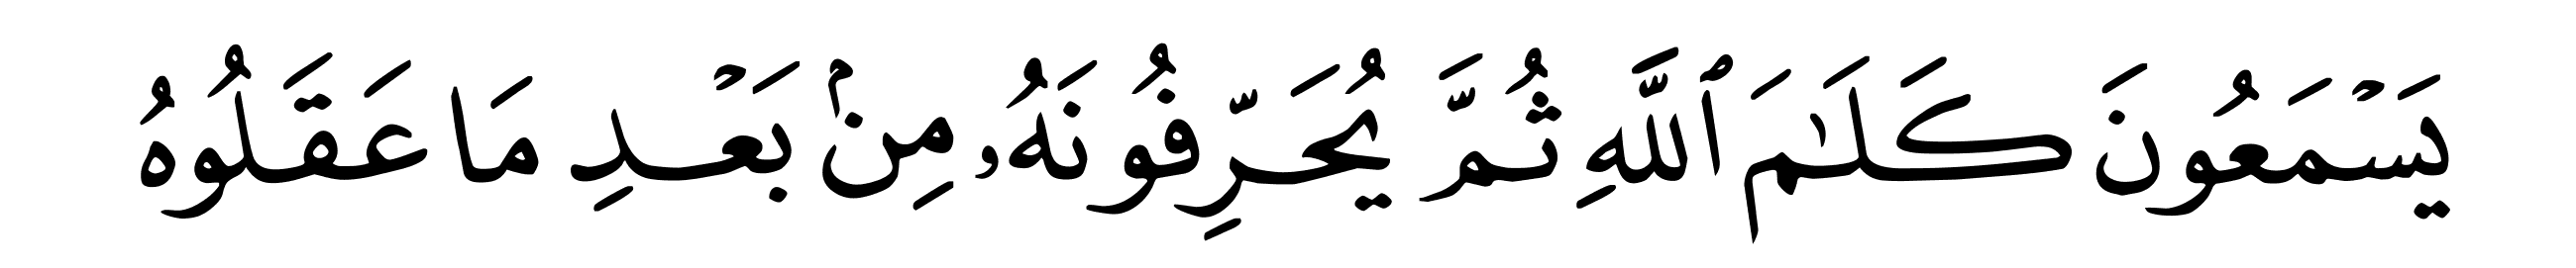 يَسْمَعُونَ كَلَـٰمَ ٱللَّهِ ثُمَّ يُحَرِّفُونَهُۥ مِنۢ بَعْدِ مَا عَقَلُوهُ